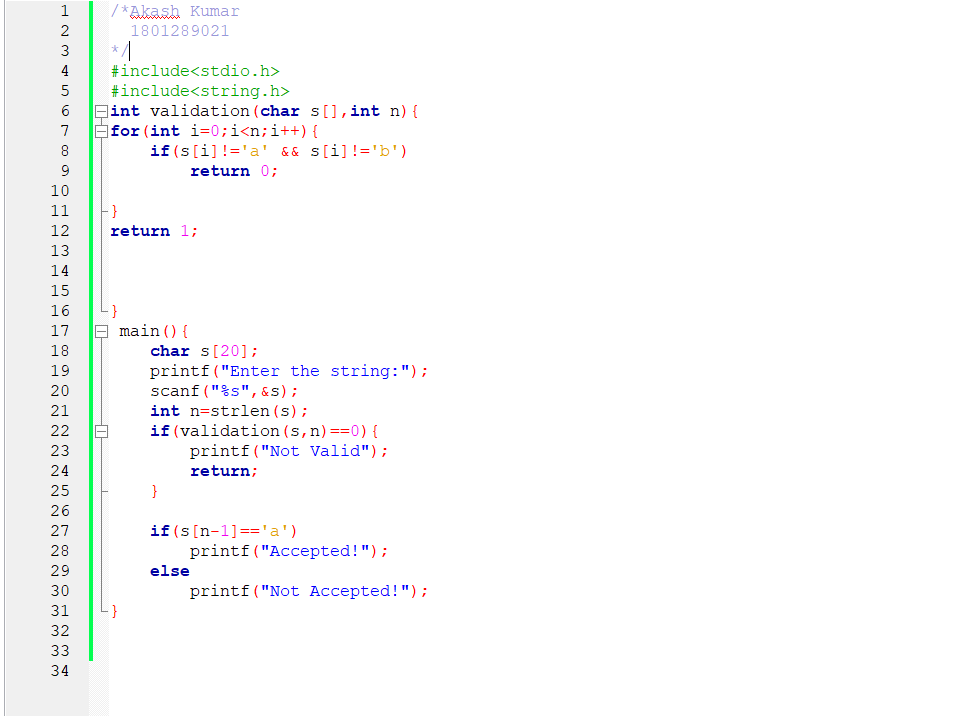 1 /*Akash Kumar
2 1801289021
3 */
4 #include<stdio.h>
5 #include<string.h>
6 int validation(char s[],int n){
7 for(int i=0;i<n;i++){
8 if(s[i]!='a' && s[i]!='b')
9 return 0;
10
11 }
12 return 1;
13
14
15
16 }
17 main(){
18 char s[20];
19 printf("Enter the string:");
20 scanf("%s",&s);
21 int n=strlen(s);
22 if(validation(s,n)==0){
23 printf("Not Valid");
24 return;
25 }
26
27 if(s[n-1]=='a')
28 printf("Accepted!");
29 else
30 printf("Not Accepted!");
31 }
32
33
34